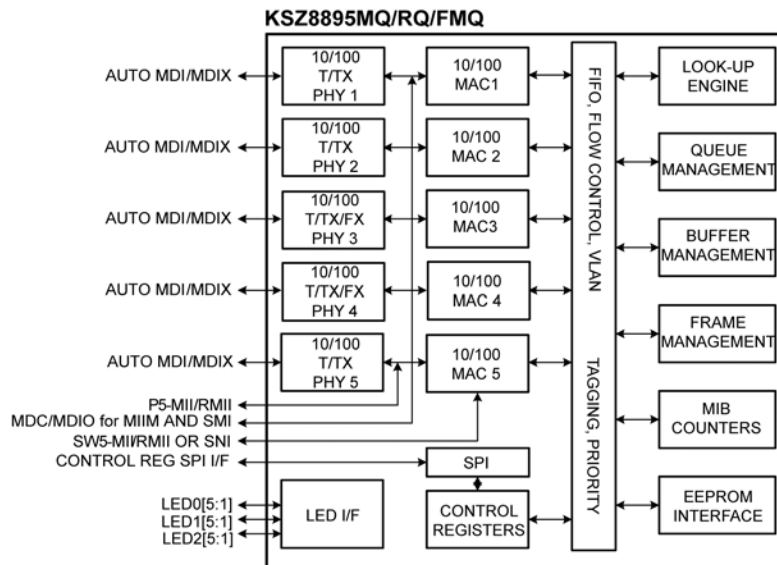 KSZ8895MQ/RQ/FMQ
AUTO MDI/MDIX
10/100
T/TX
PHY 1
10/100
MAC1
LOOK-UP
ENGINE
AUTO MDI/MDIX
10/100
T/TX
PHY 2
10/100
MAC 2
QUEUE
MANAGEMENT
AUTO MDI/MDIX
10/100
T/TX/FX
PHY 3
10/100
MAC3
BUFFER
MANAGEMENT
AUTO MDI/MDIX
10/100
T/TX/FX
PHY 4
10/100
MAC 4
FRAME
MANAGEMENT
AUTO MDI/MDIX
10/100
T/TX
PHY 5
10/100
MAC 5
FIFO, FLOW CONTROL, VLAN TAGGING, PRIORITY
P5-MII/RMII
MDC/MDIO for MIIM AND SMI
SW5-MII/RMII OR SNI
CONTROL REG SPI I/F
SPI
MIB
COUNTERS
LED0[5:1]
LED1[5:1]
LED2[5:1]
LED I/F
CONTROL
REGISTERS
EEPROM
INTERFACE